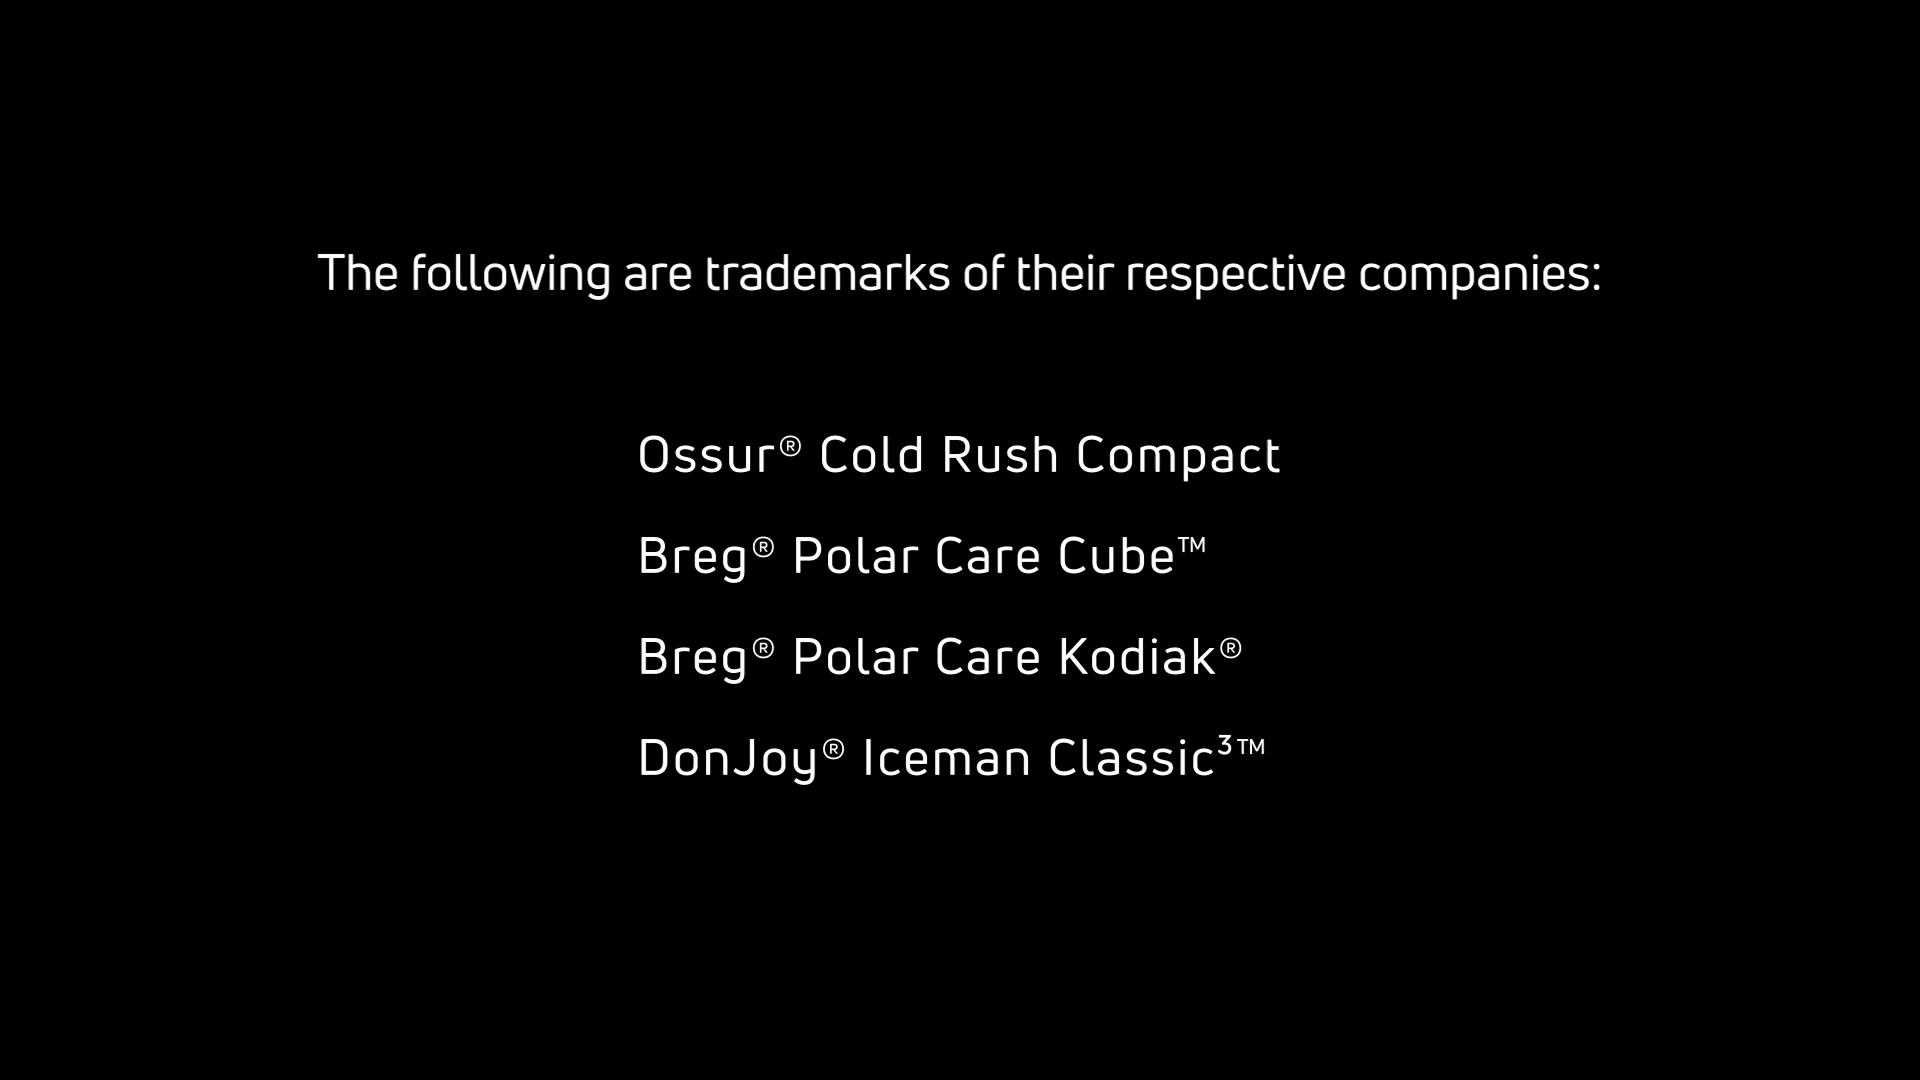 The following are trademarks of their respective companies:
Ossur® Cold Rush Compact
Breg® Polar Care Cube™
Breg® Polar Care Kodiak®
DonJoy® Iceman Classic³™